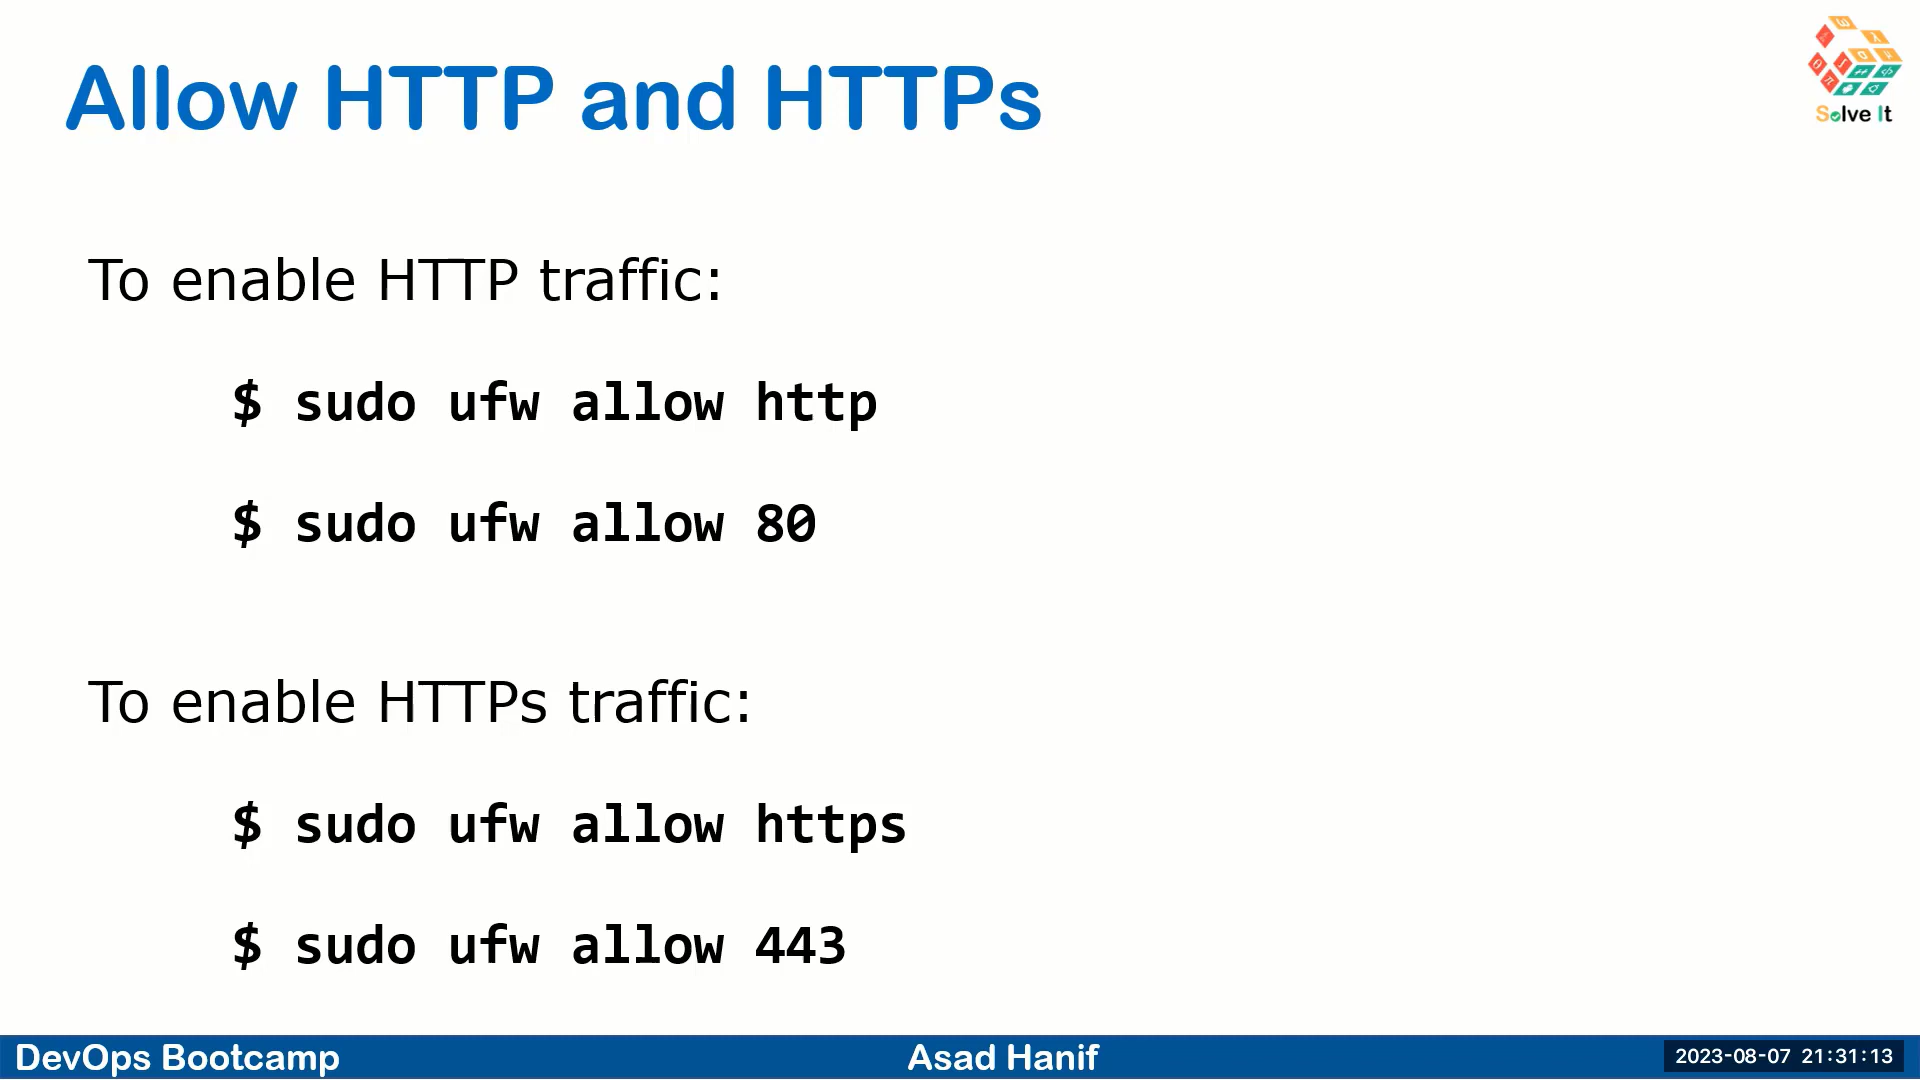 Allow HTTP and HTTPs
Solve It
To enable HTTP traffic:
$ sudo ufw allow http
$ sudo ufw allow 80
To enable HTTPs traffic:
$ sudo ufw allow https
$ sudo ufw allow 443
DevOps Bootcamp
Asad Hanif
2023-08-07 21:31:13